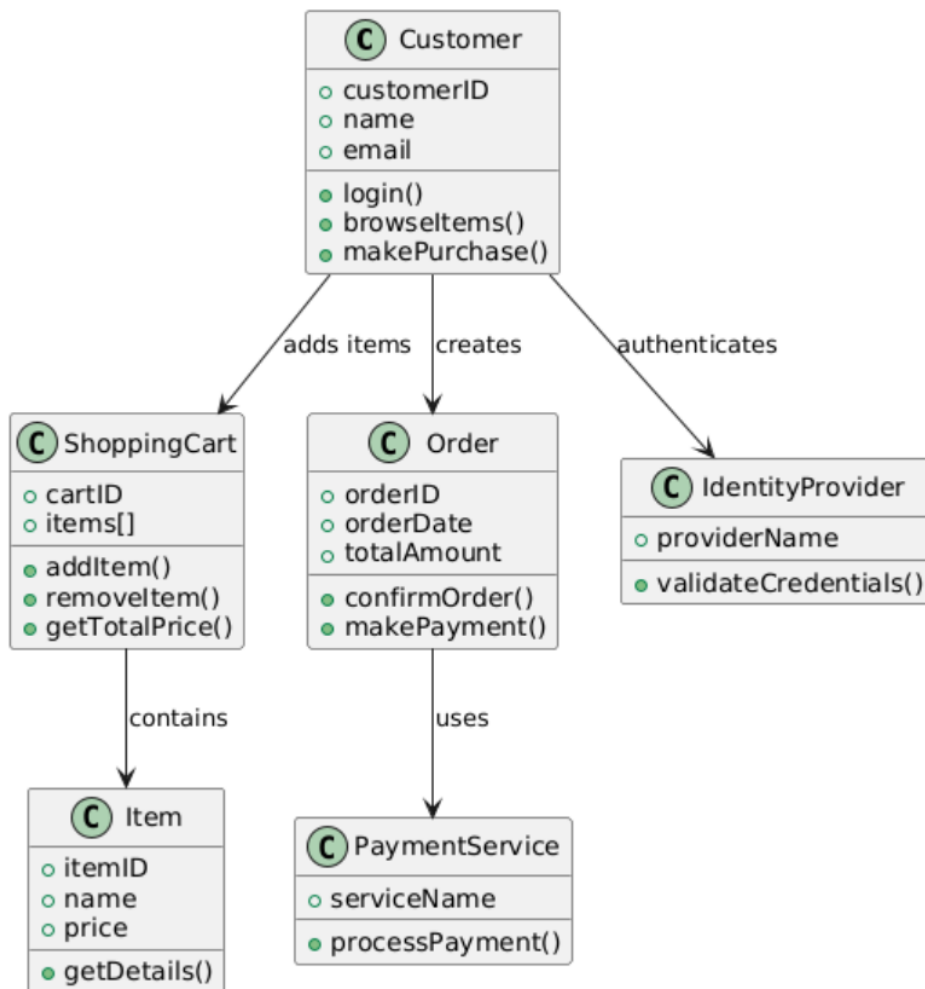 C Customer
customerID
name
email
login()
browseItems()
makePurchase()
adds items
creates
authenticates
C ShoppingCart
cartID
items[]
addItem()
removeItem()
getTotalPrice()
C Order
orderID
orderDate
totalAmount
confirmOrder()
makePayment()
C IdentityProvider
providerName
validateCredentials()
contains
uses
C Item
itemID
name
price
getDetails()
C PaymentService
serviceName
processPayment()